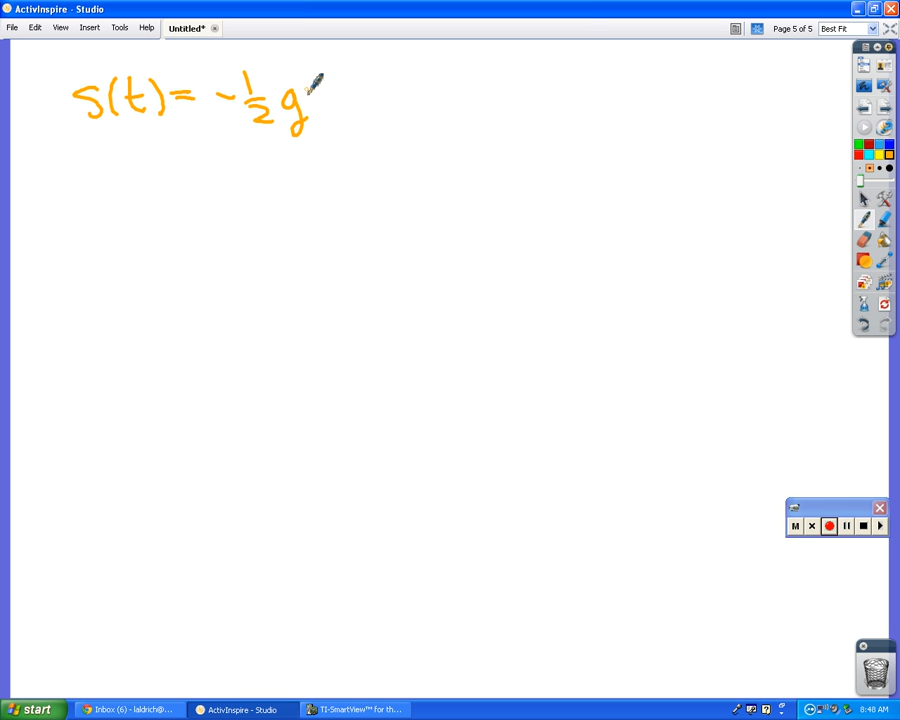 ActivInspire - Studio
File Edit View Insert Tools Help Untitled* Page 5 of 5 Best Fit
s(t) = -1/2 g
M
start Inbox (6) - laldrich@... ActivInspire - Studio TI-SmartView™ for th... 8:48 AM